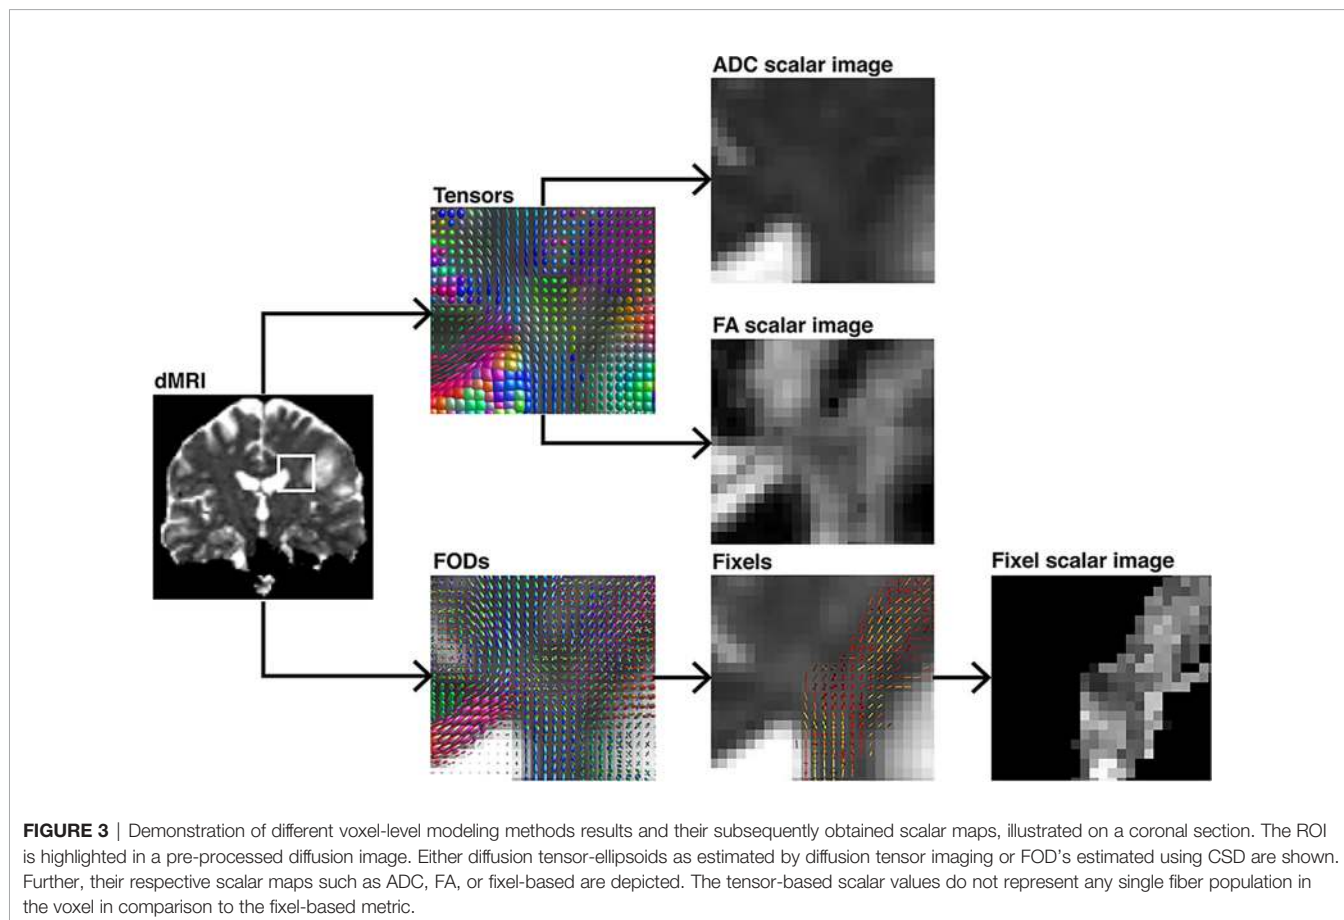 ADC scalar image
Tensors
FA scalar image
dMRI
FODs
Fixels
Fixel scalar image
FIGURE 3 | Demonstration of different voxel-level modeling methods results and their subsequently obtained scalar maps, illustrated on a coronal section. The ROI
is highlighted in a pre-processed diffusion image. Either diffusion tensor-ellipsoids as estimated by diffusion tensor imaging or FOD's estimated using CSD are shown.
Further, their respective scalar maps such as ADC, FA, or fixel-based are depicted. The tensor-based scalar values do not represent any single fiber population in
the voxel in comparison to the fixel-based metric.